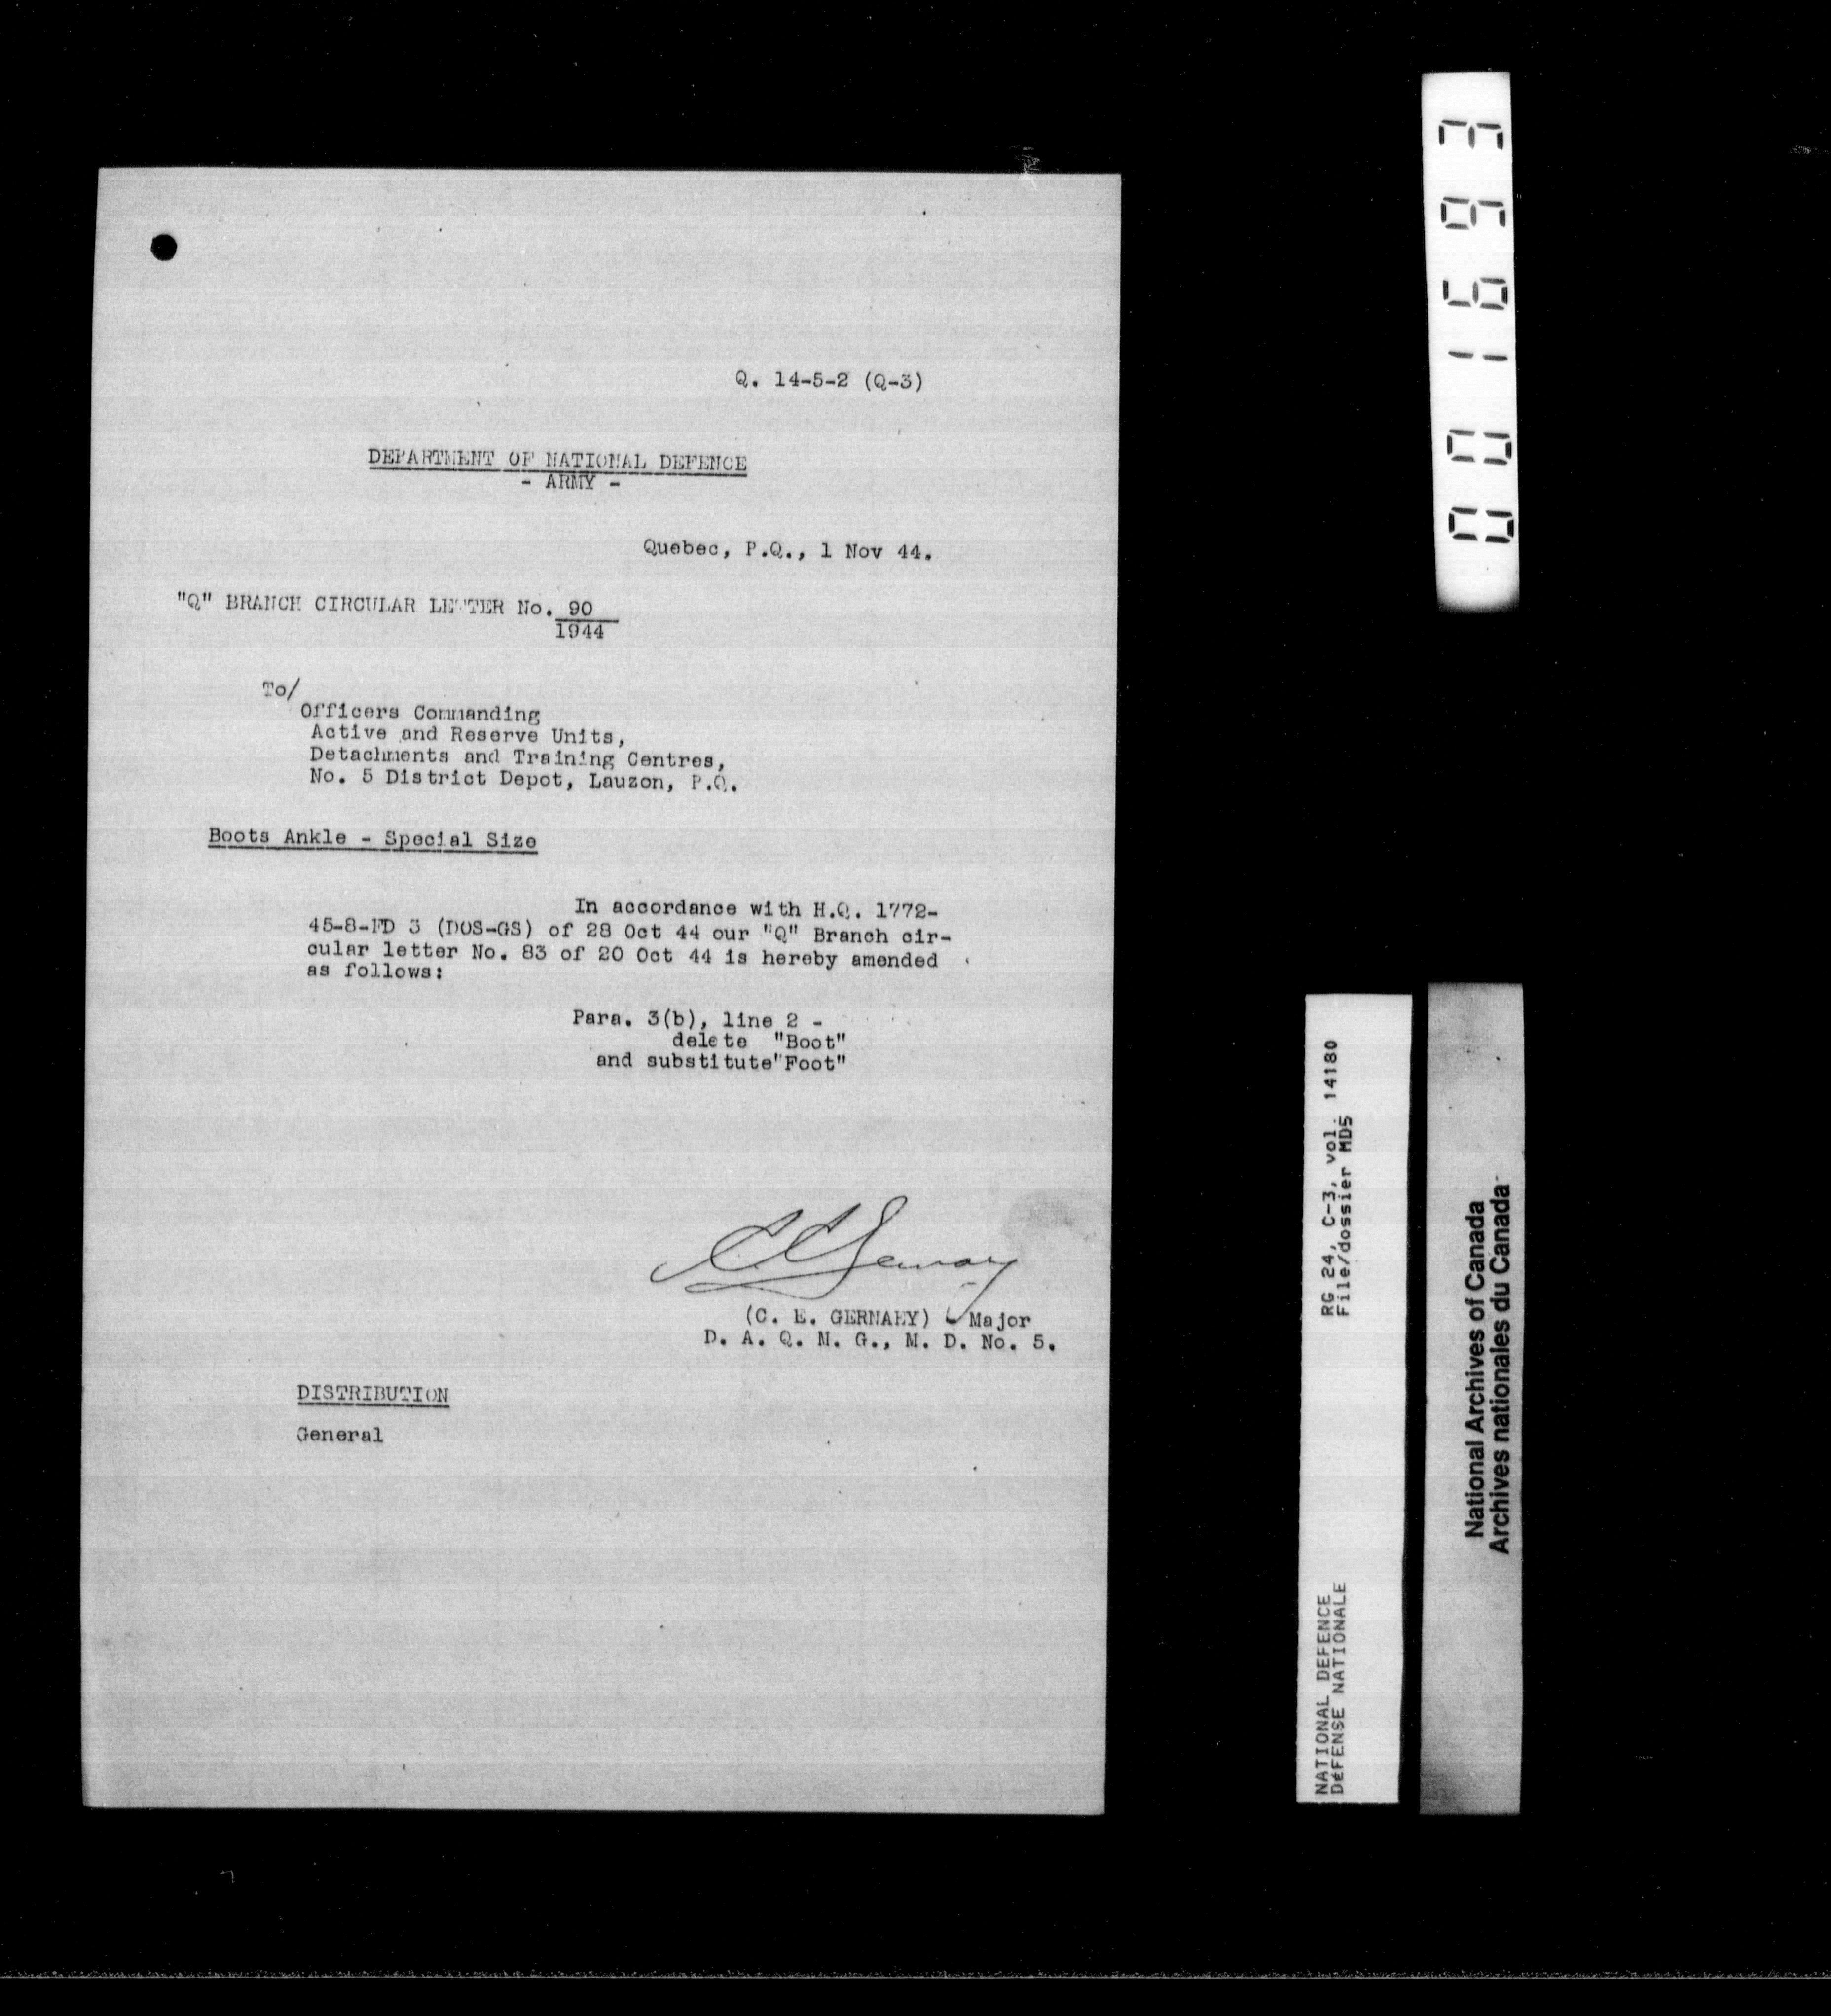 Q. 14-5-2 (Q-3)
DEPARTMENT OF NATIONAL DEFENCE
- ARMY -
Quebec, P.Q., 1 Nov 44.
"Q" BRANCH CIRCULAR LETTER No. 90
1944
To/
Officers Commanding
Active and Reserve Units,
Detachments and Training Centres,
No. 5 District Depot, Lauzon, P.Q.
Boots Ankle - Special Size
In accordance with H.Q. 1772-
45-8-FD 3 (DOS-GS) of 28 Oct 44 our "Q" Branch cir-
cular letter No. 83 of 20 Oct 44 is hereby amended
as follows:
Para. 3(b), line 2 -
delete "Boot"
and substitute "Foot"
(C. E. GERNAEY) Major
D. A. Q. M. G., M. D. No. 5.
DISTRIBUTION
General
001693
RG 24, C-3, vol. 14180
File/dossier MD5
NATIONAL DEFENCE
DéFENSE NATIONALE
National Archives of Canada
Archives nationales du Canada